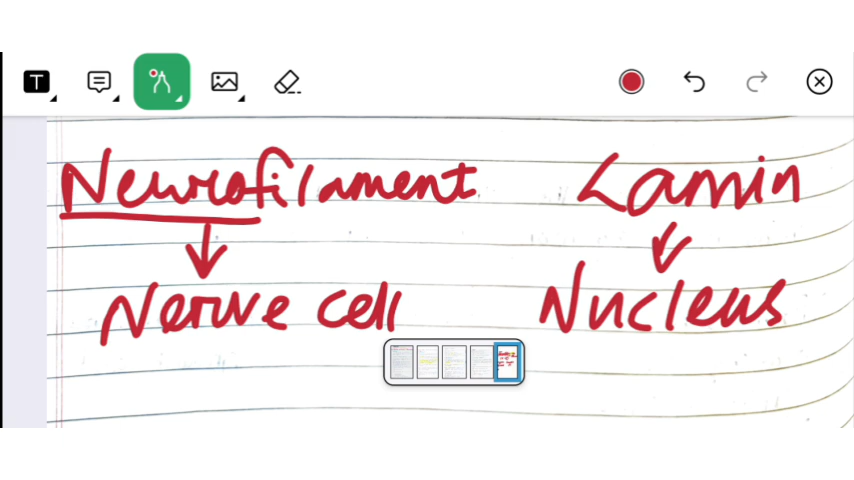 T
Neurofilament Lamin
↓ ↓
Nerve cell Nucleus